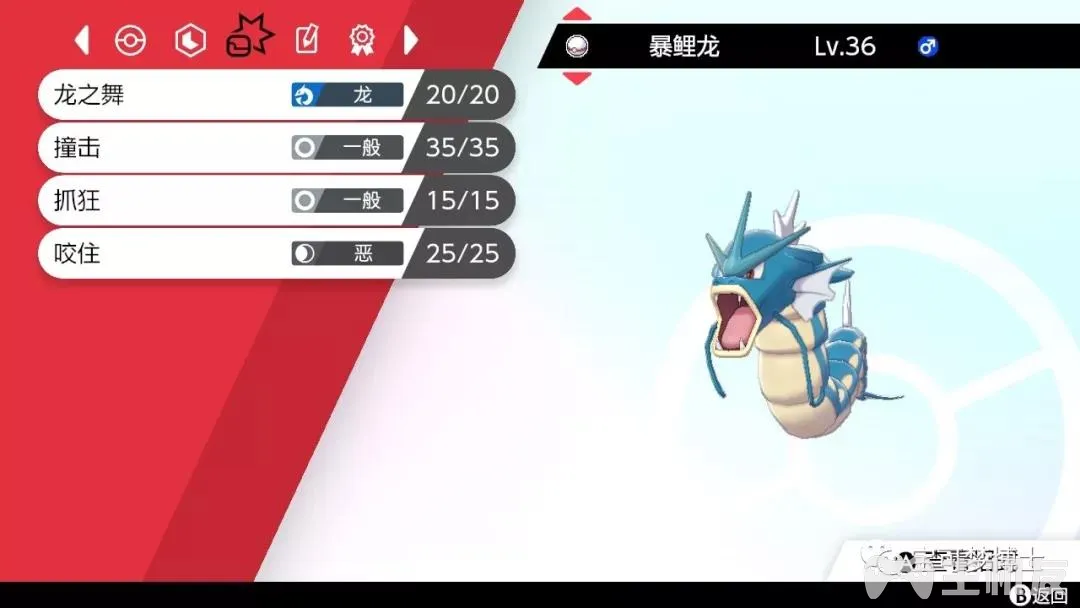 暴鲤龙 Lv.36 ♂
龙之舞 龙 20/20
撞击 一般 35/35
抓狂 一般 15/15
咬住 恶 25/25
B返回